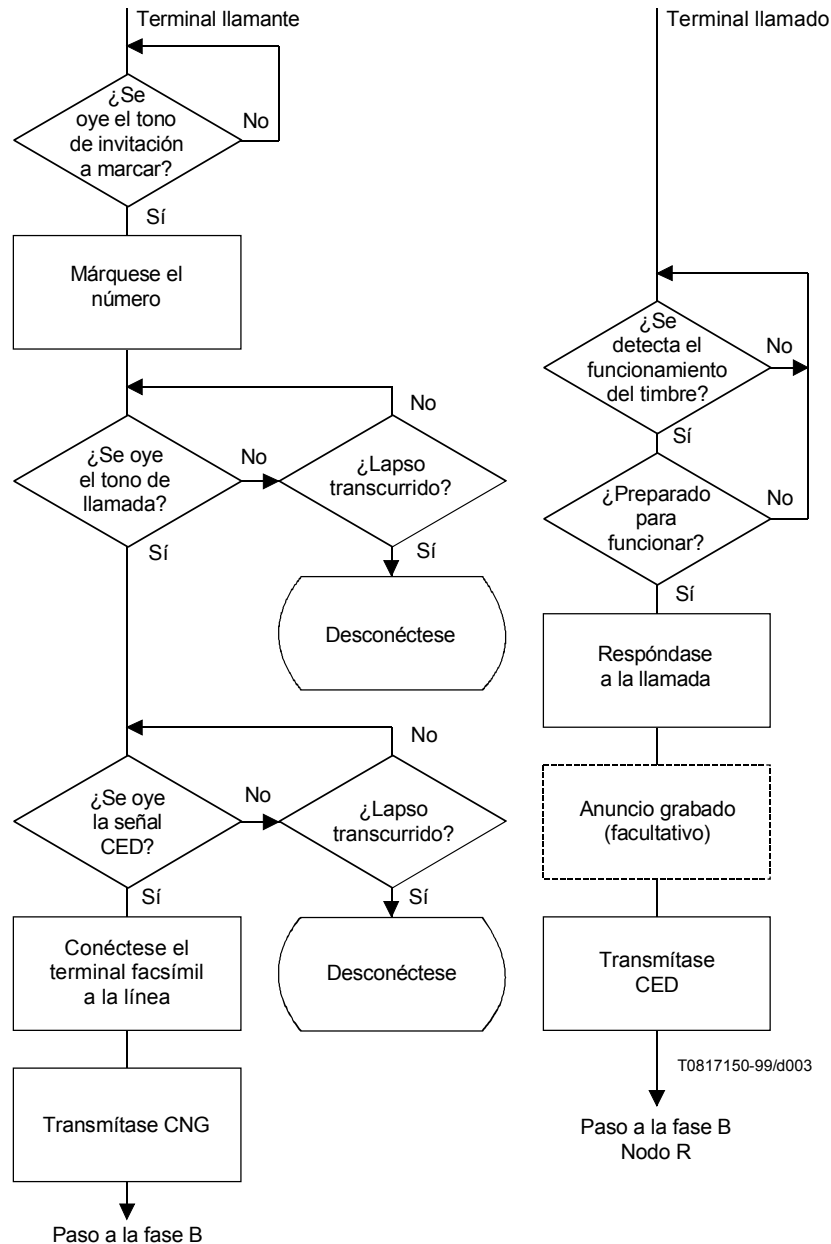 Terminal llamante
¿Se
oye el tono
de invitación
a marcar?
No
Sí
Márquese el
número
No
¿Se oye
el tono de
llamada?
No
¿Lapso
transcurrido?
Sí
Sí
Desconéctese
No
¿Se oye
la señal
CED?
No
¿Lapso
transcurrido?
Sí
Sí
Conéctese el
terminal facsímil
a la línea
Desconéctese
Transmítase CNG
Paso a la fase B
Terminal llamado
¿Se
detecta el
funcionamiento
del timbre?
No
Sí
¿Preparado
para
funcionar?
No
Sí
Respóndase
a la llamada
Anuncio grabado
(facultativo)
Transmítase
CED
T0817150-99/d003
Paso a la fase B
Nodo R